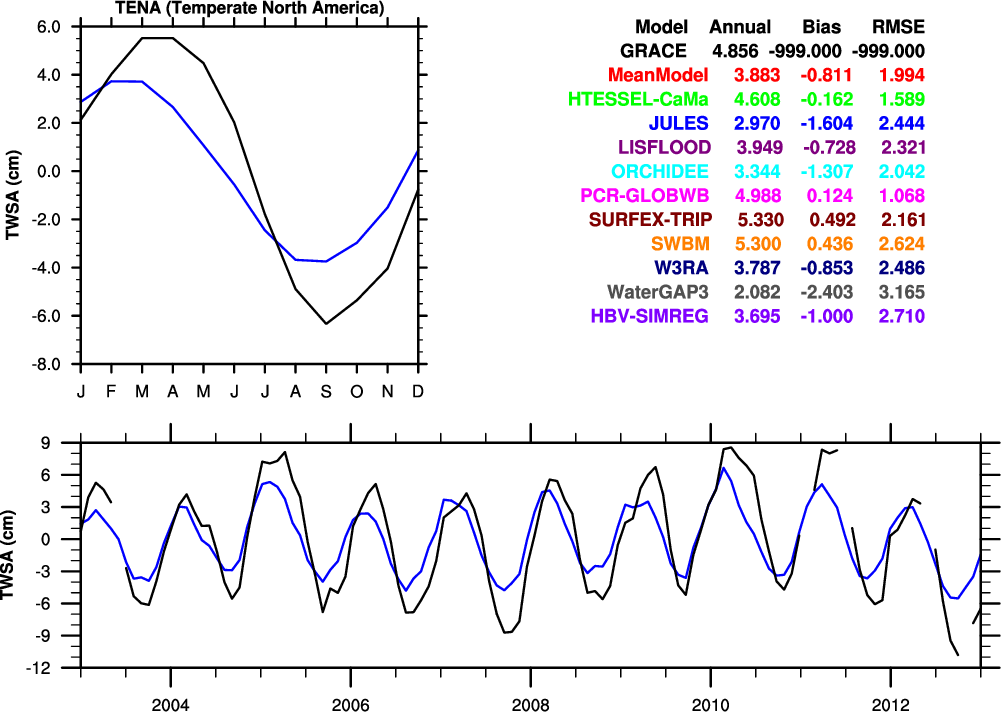 TENA (Temperate North America)
6.0
4.0
2.0
0.0
-2.0
-4.0
-6.0
-8.0
TWSA (cm)
J F M A M J J A S O N D
Model Annual Bias RMSE
GRACE 4.856 -999.000 -999.000
MeanModel 3.883 -0.811 1.994
HTESSEL-CaMa 4.608 -0.162 1.589
JULES 2.970 -1.604 2.444
LISFLOOD 3.949 -0.728 2.321
ORCHIDEE 3.344 -1.307 2.042
PCR-GLOBWB 4.988 0.124 1.068
SURFEX-TRIP 5.330 0.492 2.161
SWBM 5.300 0.436 2.624
W3RA 3.787 -0.853 2.486
WaterGAP3 2.082 -2.403 3.165
HBV-SIMREG 3.695 -1.000 2.710
9
6
3
0
-3
-6
-9
-12
TWSA (cm)
2004 2006 2008 2010 2012